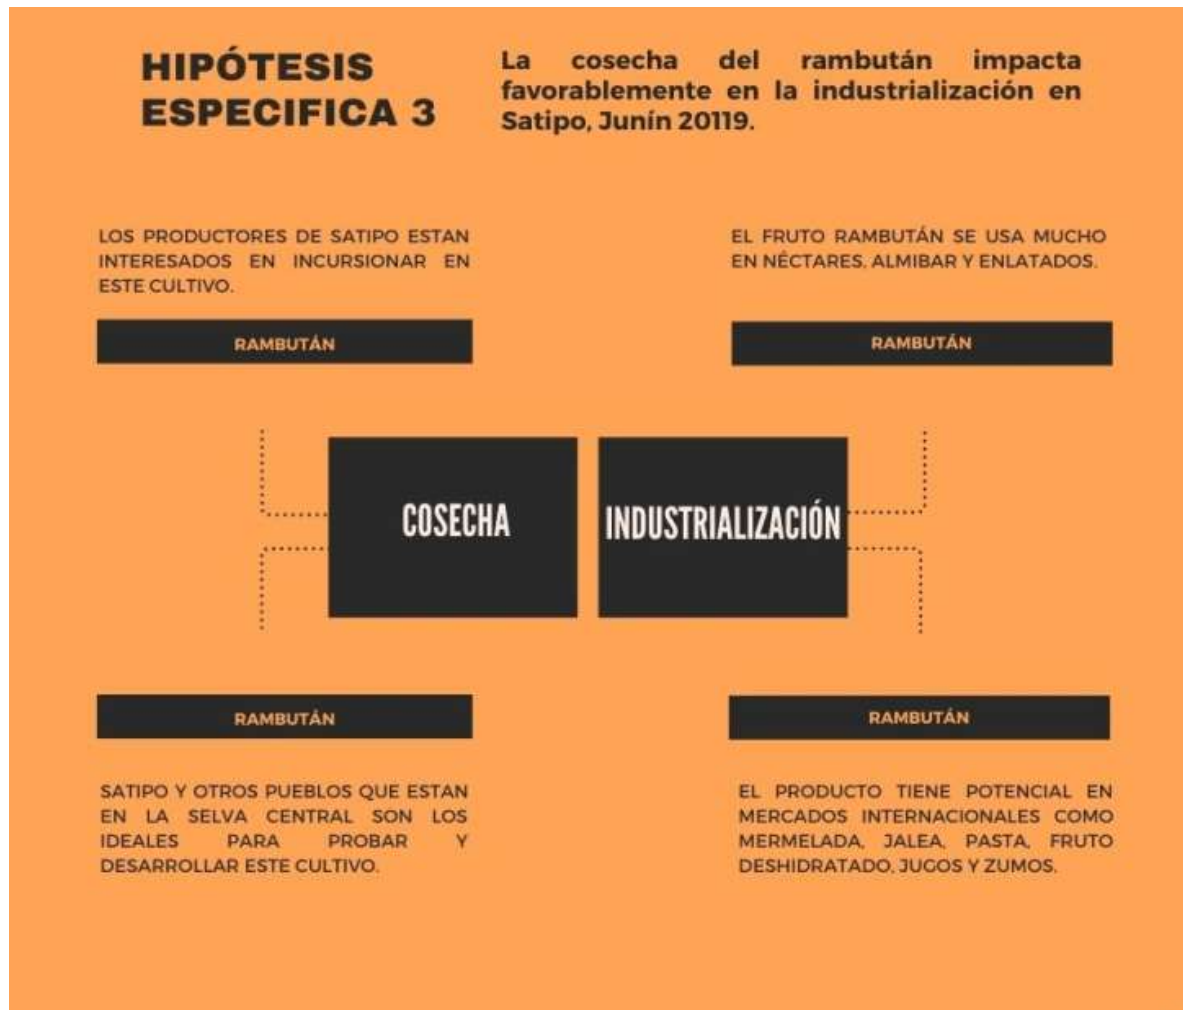 HIPÓTESIS
ESPECIFICA 3
La cosecha del rambután impacta
favorablemente en la industrialización en
Satipo, Junín 20119.
LOS PRODUCTORES DE SATIPO ESTAN
INTERESADOS EN INCURSIONAR EN
ESTE CULTIVO.
RAMBUTÁN
EL FRUTO RAMBUTÁN SE USA MUCHO
EN NÉCTARES, ALMIBAR Y ENLATADOS.
RAMBUTÁN
COSECHA
INDUSTRIALIZACIÓN
RAMBUTÁN
SATIPO Y OTROS PUEBLOS QUE ESTAN
EN LA SELVA CENTRAL SON LOS
IDEALES PARA PROBAR Y
DESARROLLAR ESTE CULTIVO.
RAMBUTÁN
EL PRODUCTO TIENE POTENCIAL EN
MERCADOS INTERNACIONALES COMO
MERMELADA, JALEA, PASTA, FRUTO
DESHIDRATADO, JUGOS Y ZUMOS.